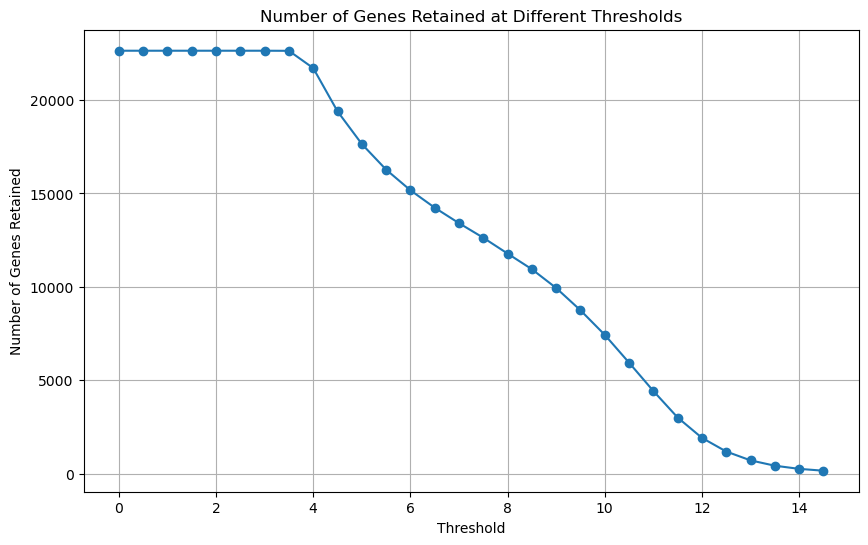 Number of Genes Retained at Different Thresholds
Number of Genes Retained
20000
15000
10000
5000
0
0 2 4 6 8 10 12 14
Threshold